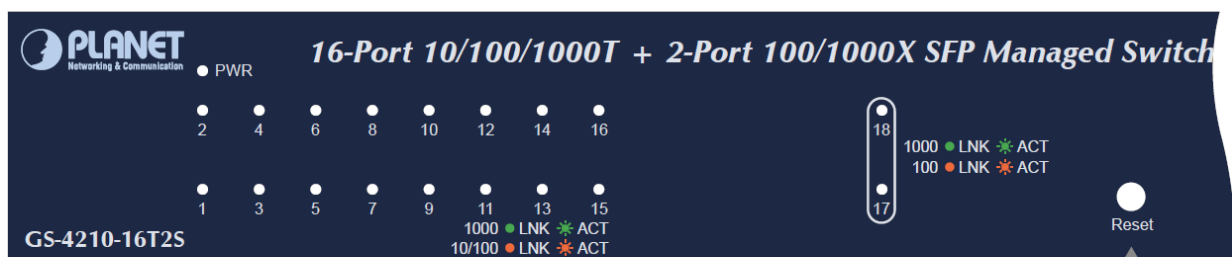 PLANET
Networking & Communication
16-Port 10/100/1000T + 2-Port 100/1000X SFP Managed Switch
PWR
2 4 6 8 10 12 14 16
18
1000 LNK ACT
100 LNK ACT
1 3 5 7 9 11 13 15
17
1000 LNK ACT
10/100 LNK ACT
Reset
GS-4210-16T2S